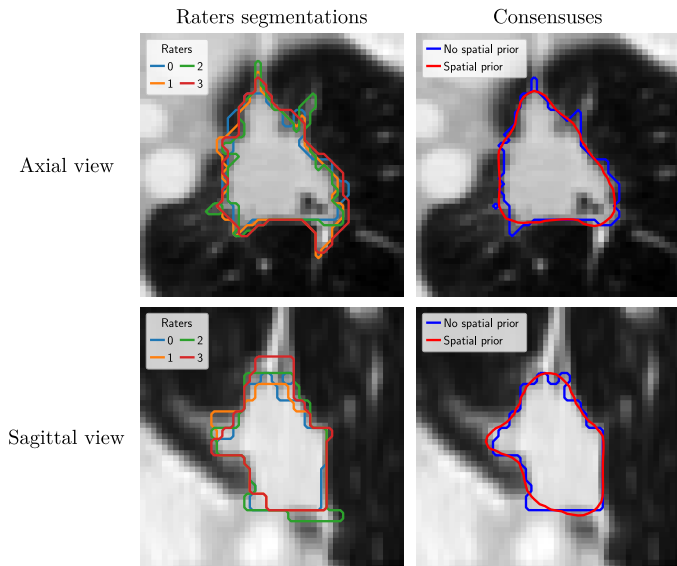 Raters segmentations
Consensuses
Raters
0 2
1 3
No spatial prior
Spatial prior
Axial view
Raters
0 2
1 3
No spatial prior
Spatial prior
Sagittal view